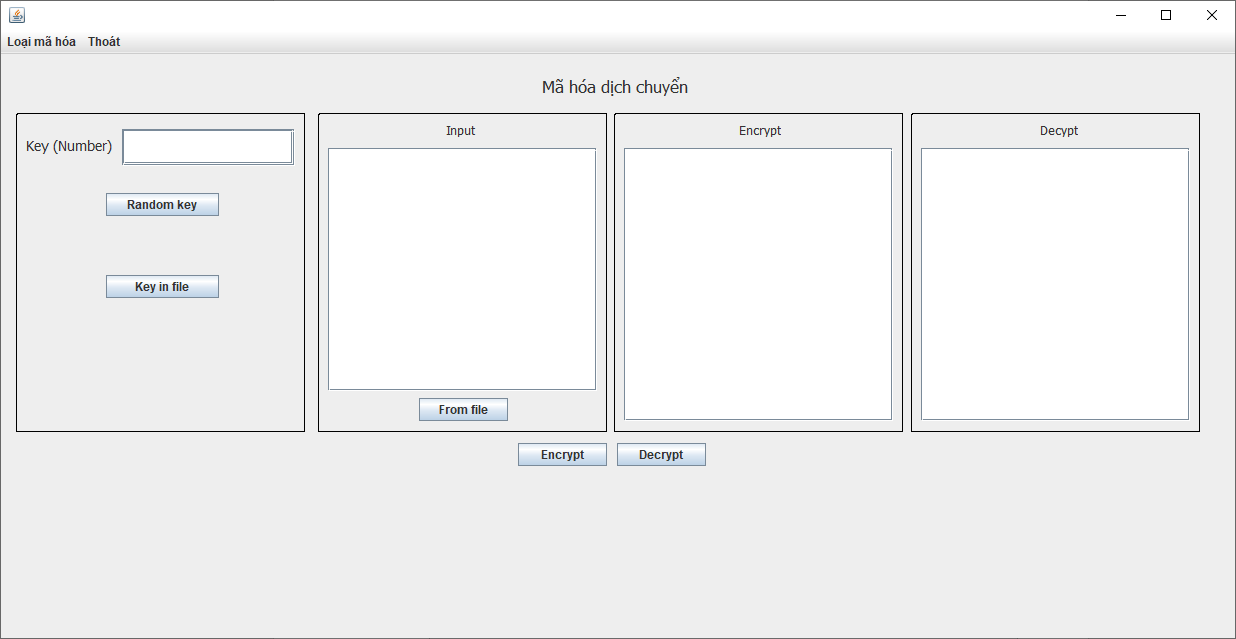 Loại mã hóa Thoát
Mã hóa dịch chuyển
Key (Number)
Random key
Key in file
Input
From file
Encrypt
Decypt
Encrypt Decrypt